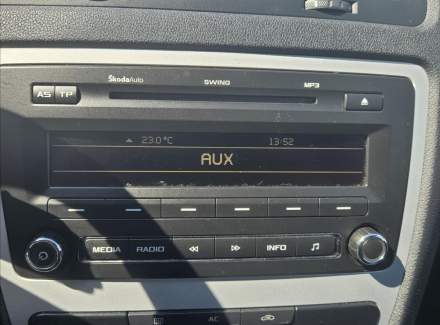 ŠkodaAuto SWING MP3
AS TP
23.0°C 13:52
AUX
MEDIA RADIO INFO
AC